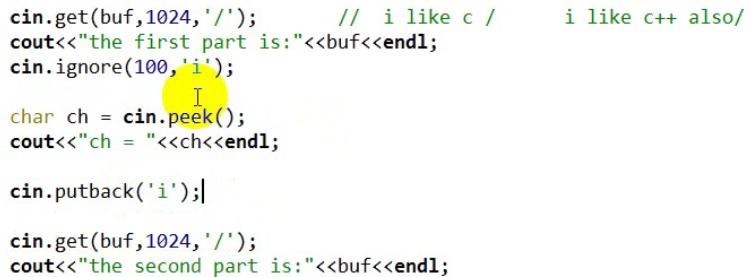 cin.get(buf,1024,'/');       //  i like c /     i like c++ also/
cout<<"the first part is:"<<buf<<endl;
cin.ignore(100,'i');
char ch = cin.peek();
cout<<"ch = "<<ch<<endl;
cin.putback('i');
cin.get(buf,1024,'/');
cout<<"the second part is:"<<buf<<endl;